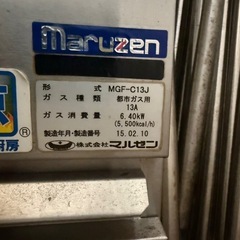 maruzen
形式 MGF-C13J
ガス種類 都市ガス用
13A
ガス消費量 6.40kW
(5,500kcal/h)
製造年月・製造番号 15.02.10
株式会社マルゼン
®
房